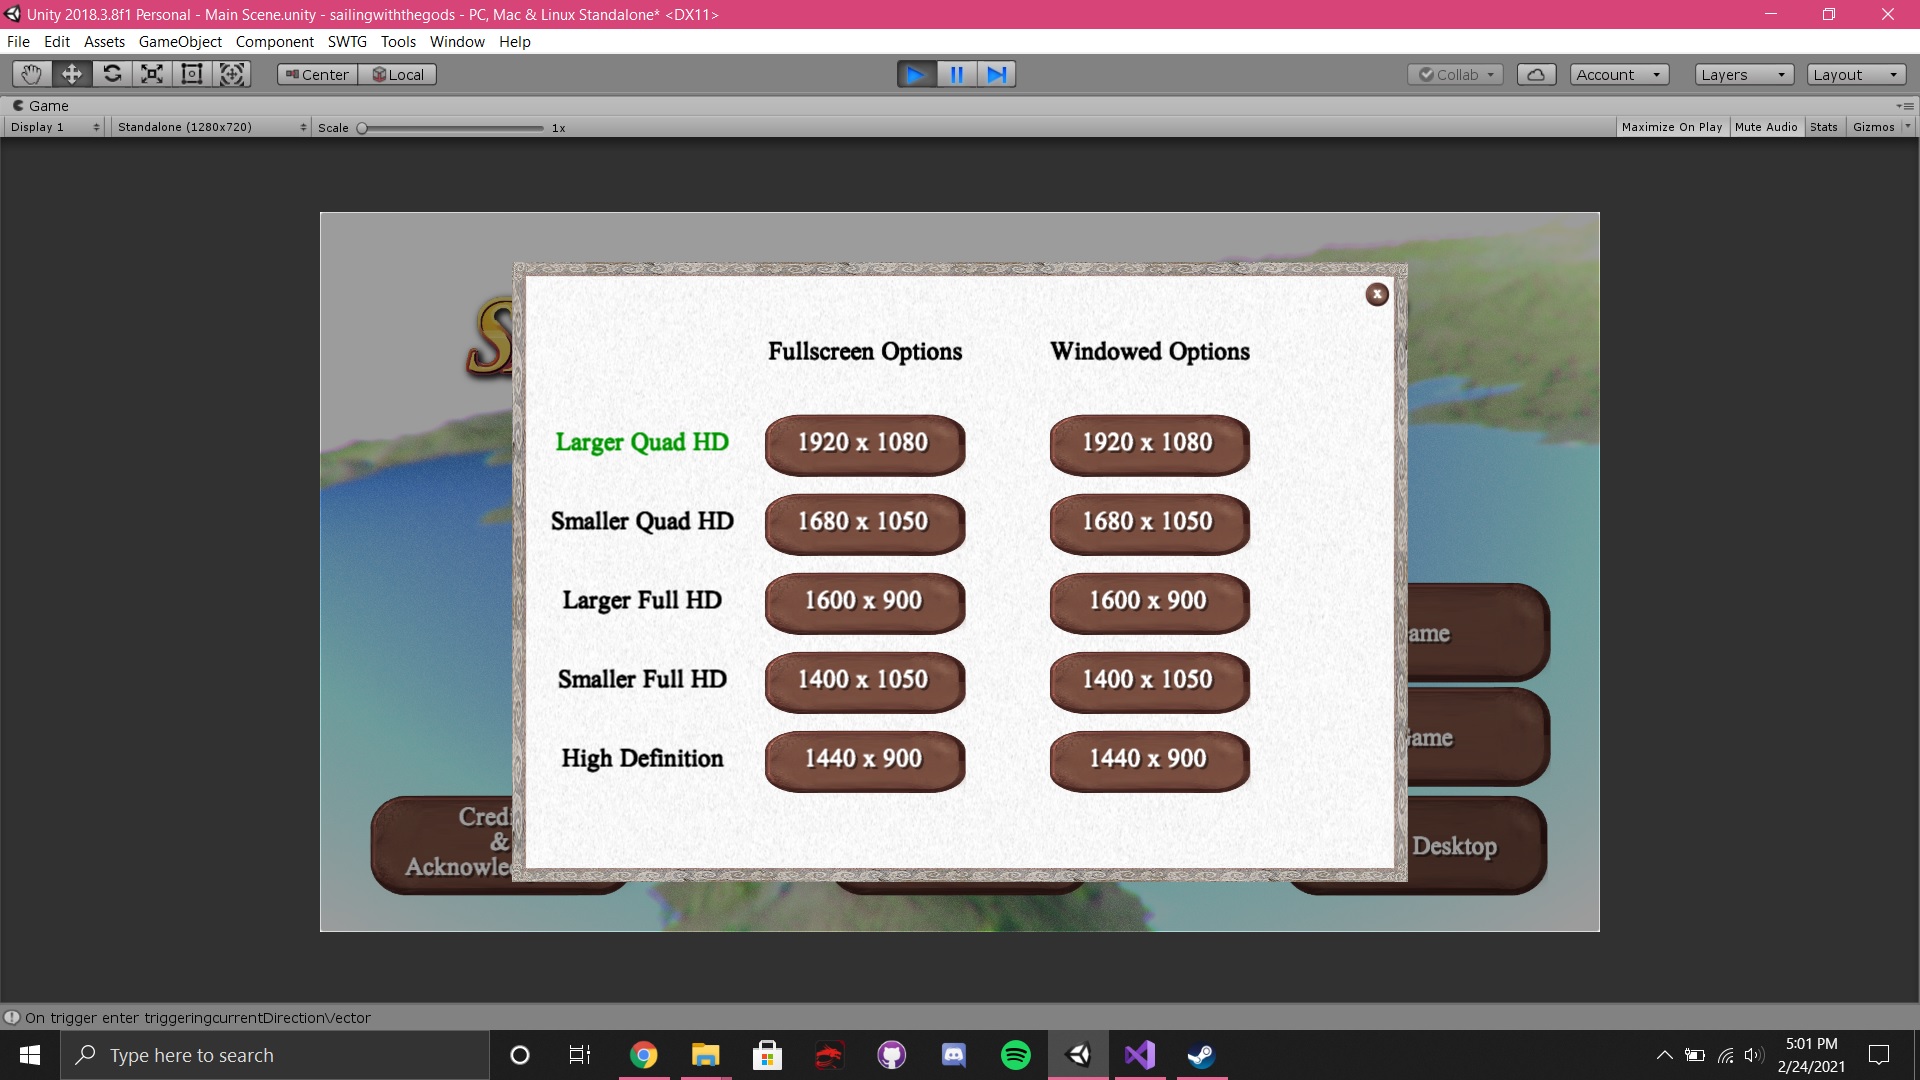 Unity 2018.3.8f1 Personal - Main Scene.unity - sailingwiththegods - PC, Mac & Linux Standalone* <DX11>
File Edit Assets GameObject Component SWTG Tools Window Help
Center Local Collab Account Layers Layout
Game
Display 1 Standalone (1280x720) Scale 1x Maximize On Play Mute Audio Stats Gizmos
S
x
Fullscreen Options Windowed Options
Larger Quad HD 1920 x 1080 1920 x 1080
Smaller Quad HD 1680 x 1050 1680 x 1050
Larger Full HD 1600 x 900 1600 x 900
ame
Smaller Full HD 1400 x 1050 1400 x 1050
ame
High Definition 1440 x 900 1440 x 900
Credi
&
Acknowle
Desktop
On trigger enter triggeringcurrentDirectionVector
Type here to search
5:01 PM
2/24/2021